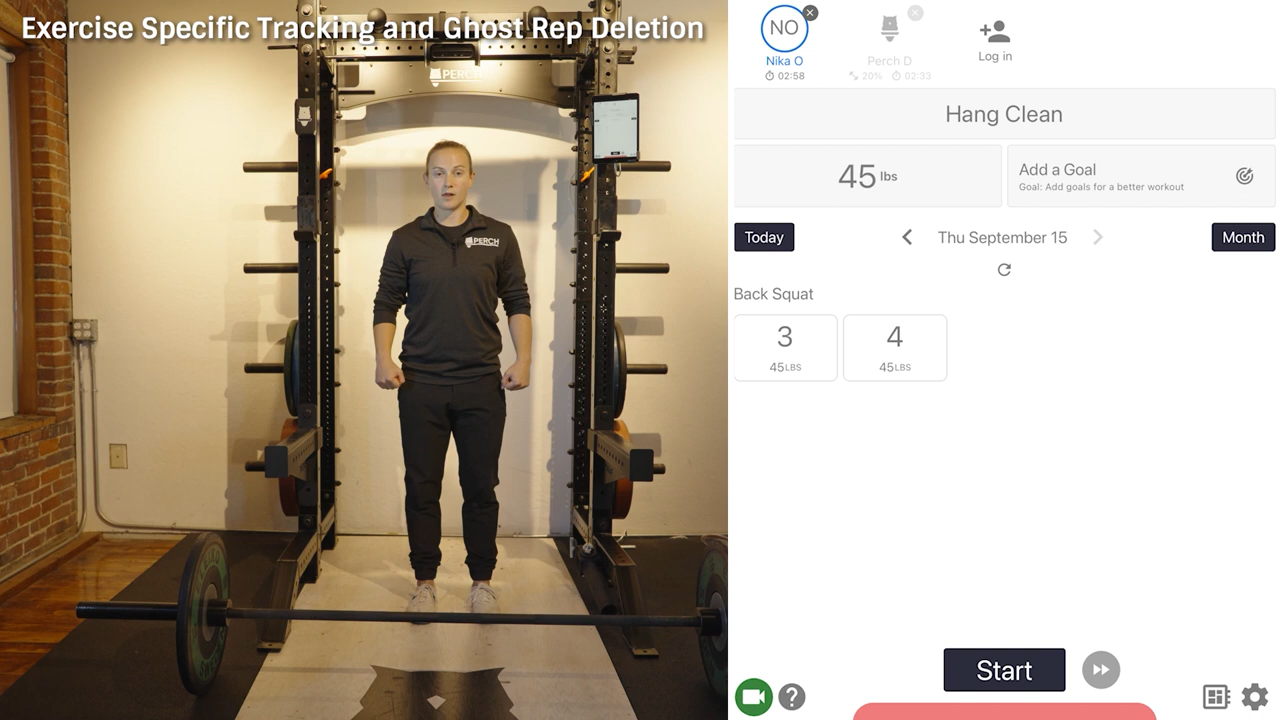 Exercise Specific Tracking and Ghost Rep Deletion
PERCH
PERCH
NO
Nika O
02:58
Perch D
20% 02:33
Log in
Hang Clean
45 lbs
Add a Goal
Goal: Add goals for a better workout
Today
Thu September 15
Month
Back Squat
3
45LBS
4
45LBS
Start